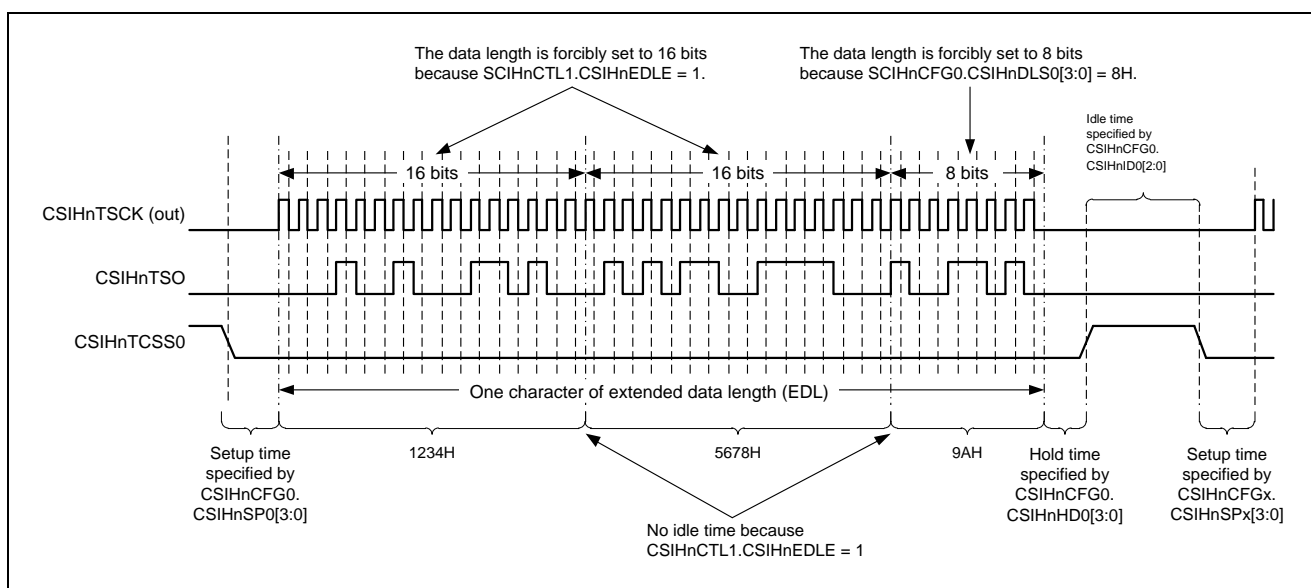 The data length is forcibly set to 16 bits
because SCIHnCTL1.CSIHnEDLE = 1.
The data length is forcibly set to 8 bits
because SCIHnCFG0.CSIHnDLS0[3:0] = 8H.
Idle time
specified by
CSIHnCFG0.
CSIHnID0[2:0]
16 bits
16 bits
8 bits
CSIHnTSCK (out)
CSIHnTSO
CSIHnTCSS0
One character of extended data length (EDL)
Setup time
specified by
CSIHnCFG0.
CSIHnSP0[3:0]
1234H
5678H
9AH
Hold time
specified by
CSIHnCFG0.
CSIHnHD0[3:0]
Setup time
specified by
CSIHnCFGx.
CSIHnSPx[3:0]
No idle time because
CSIHnCTL1.CSIHnEDLE = 1